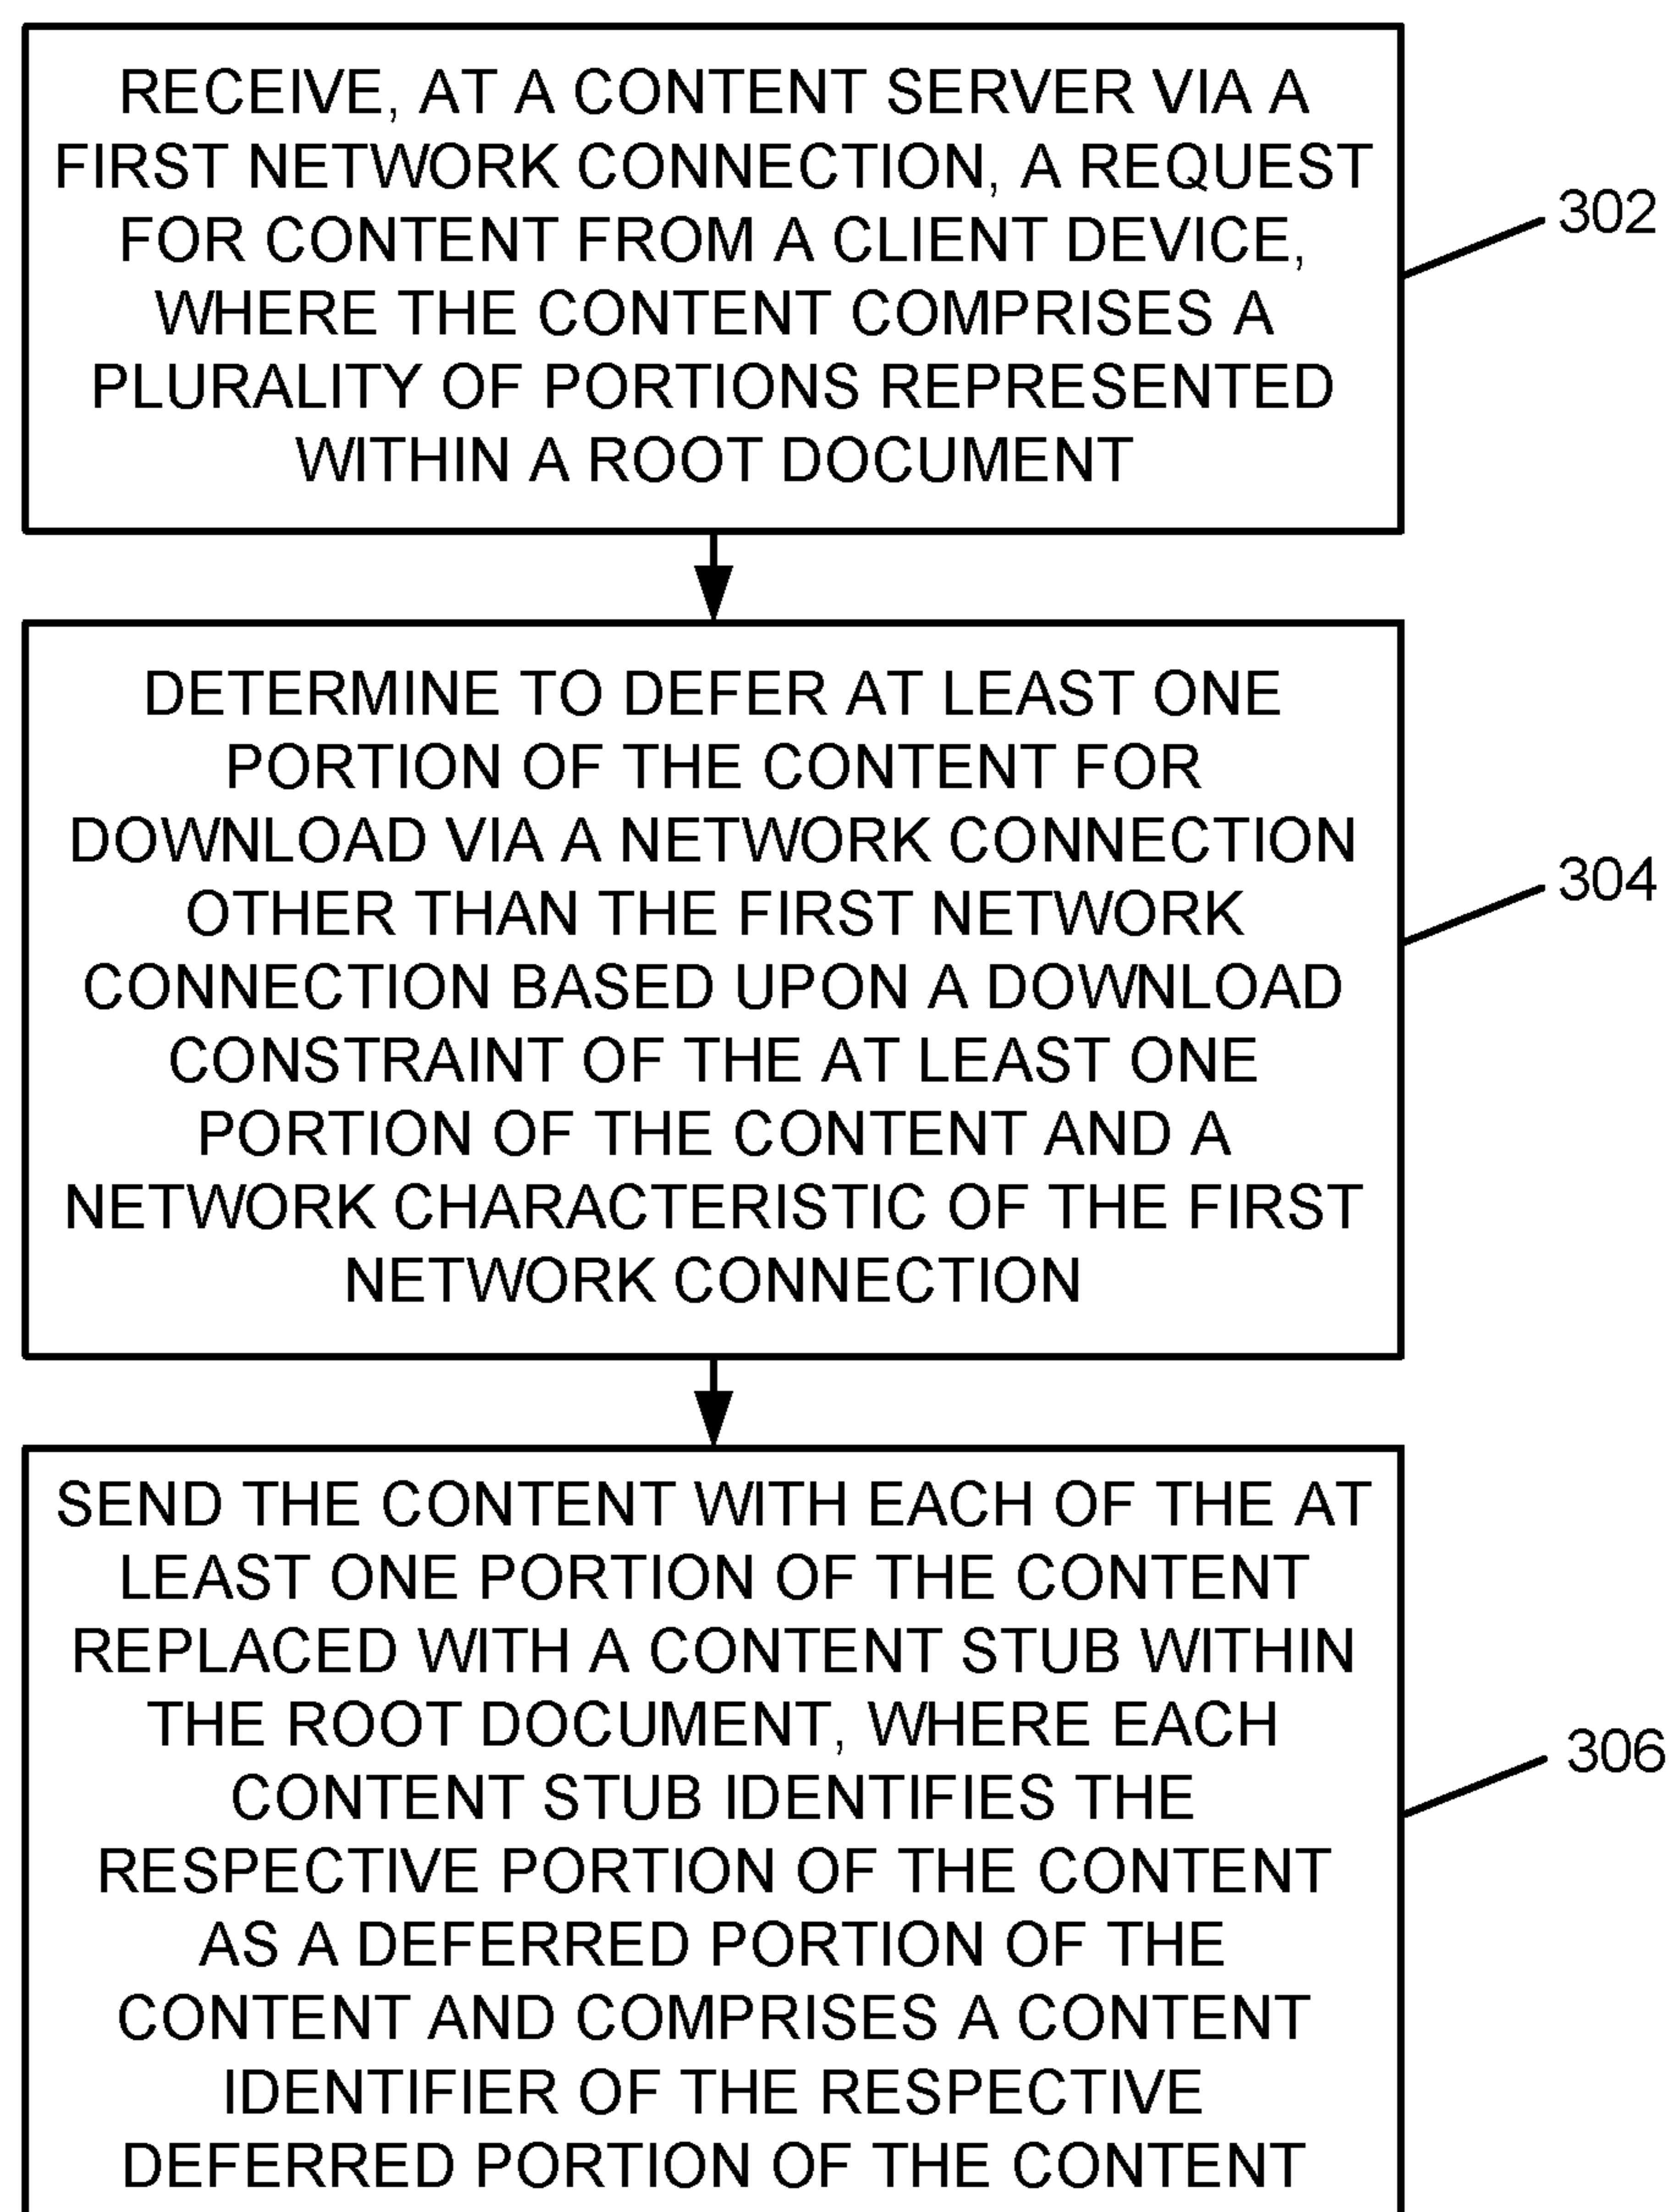 RECEIVE, AT A CONTENT SERVER VIA A
FIRST NETWORK CONNECTION, A REQUEST
FOR CONTENT FROM A CLIENT DEVICE,
WHERE THE CONTENT COMPRISES A
PLURALITY OF PORTIONS REPRESENTED
WITHIN A ROOT DOCUMENT
302
DETERMINE TO DEFER AT LEAST ONE
PORTION OF THE CONTENT FOR
DOWNLOAD VIA A NETWORK CONNECTION
OTHER THAN THE FIRST NETWORK
CONNECTION BASED UPON A DOWNLOAD
CONSTRAINT OF THE AT LEAST ONE
PORTION OF THE CONTENT AND A
NETWORK CHARACTERISTIC OF THE FIRST
NETWORK CONNECTION
304
SEND THE CONTENT WITH EACH OF THE AT
LEAST ONE PORTION OF THE CONTENT
REPLACED WITH A CONTENT STUB WITHIN
THE ROOT DOCUMENT, WHERE EACH
CONTENT STUB IDENTIFIES THE
RESPECTIVE PORTION OF THE CONTENT
AS A DEFERRED PORTION OF THE
CONTENT AND COMPRISES A CONTENT
IDENTIFIER OF THE RESPECTIVE
DEFERRED PORTION OF THE CONTENT
306